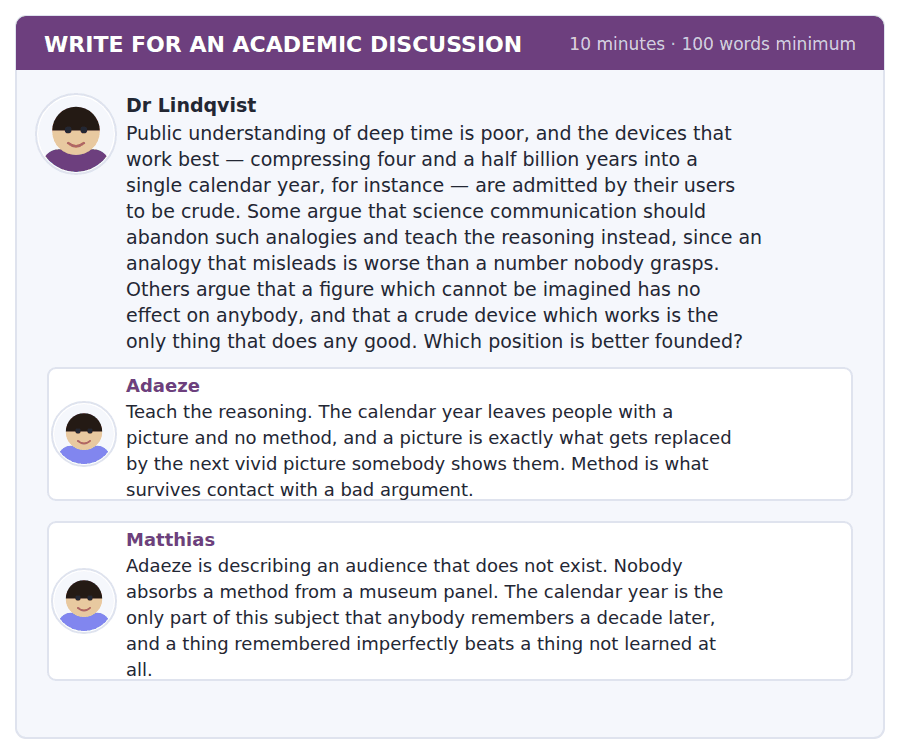 WRITE FOR AN ACADEMIC DISCUSSION
10 minutes · 100 words minimum
Dr Lindqvist
Public understanding of deep time is poor, and the devices that
work best — compressing four and a half billion years into a
single calendar year, for instance — are admitted by their users
to be crude. Some argue that science communication should
abandon such analogies and teach the reasoning instead, since an
analogy that misleads is worse than a number nobody grasps.
Others argue that a figure which cannot be imagined has no
effect on anybody, and that a crude device which works is the
only thing that does any good. Which position is better founded?
Adaeze
Teach the reasoning. The calendar year leaves people with a
picture and no method, and a picture is exactly what gets replaced
by the next vivid picture somebody shows them. Method is what
survives contact with a bad argument.
Matthias
Adaeze is describing an audience that does not exist. Nobody
absorbs a method from a museum panel. The calendar year is the
only part of this subject that anybody remembers a decade later,
and a thing remembered imperfectly beats a thing not learned at
all.